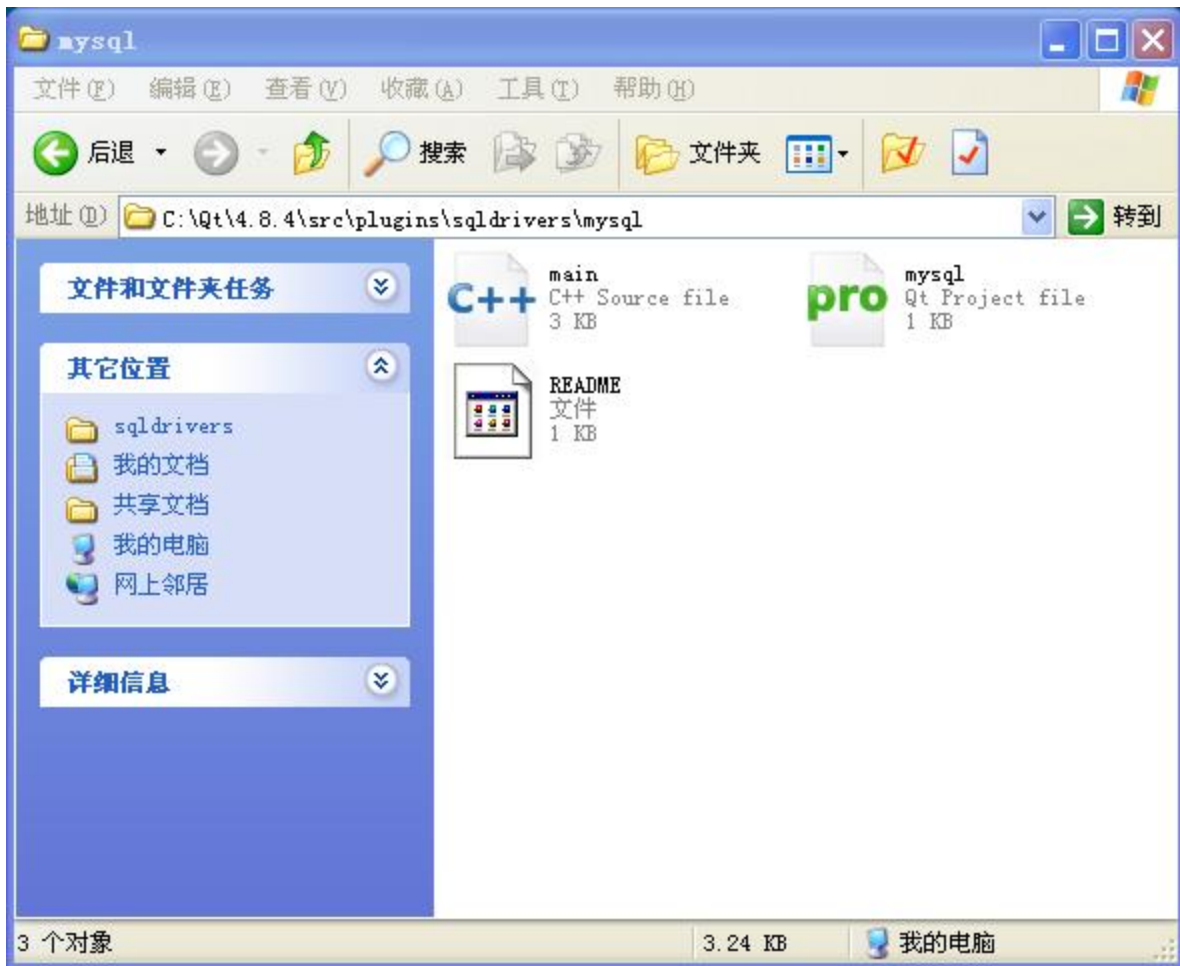 mysql
文件(F) 编辑(E) 查看(V) 收藏(A) 工具(T) 帮助(H)
后退 搜索 文件夹
地址(D) C:\Qt\4.8.4\src\plugins\sqldrivers\mysql 转到
文件和文件夹任务
其它位置
sqldrivers
我的文档
共享文档
我的电脑
网上邻居
详细信息
C++
main
C++ Source file
3 KB
pro
mysql
Qt Project file
1 KB
README
文件
1 KB
3 个对象 3.24 KB 我的电脑